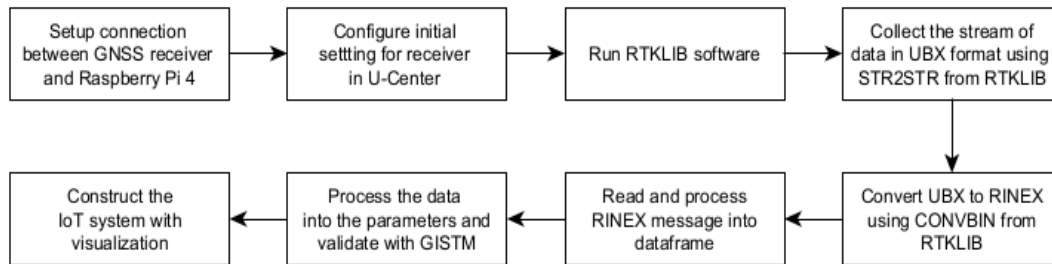 Setup connection
between GNSS receiver
and Raspberry Pi 4
Configure initial
settting for receiver
in U-Center
Run RTKLIB software
Collect the stream of
data in UBX format using
STR2STR from RTKLIB
Convert UBX to RINEX
using CONVBIN from
RTKLIB
Read and process
RINEX message into
dataframe
Process the data
into the parameters and
validate with GISTM
Construct the
IoT system with
visualization